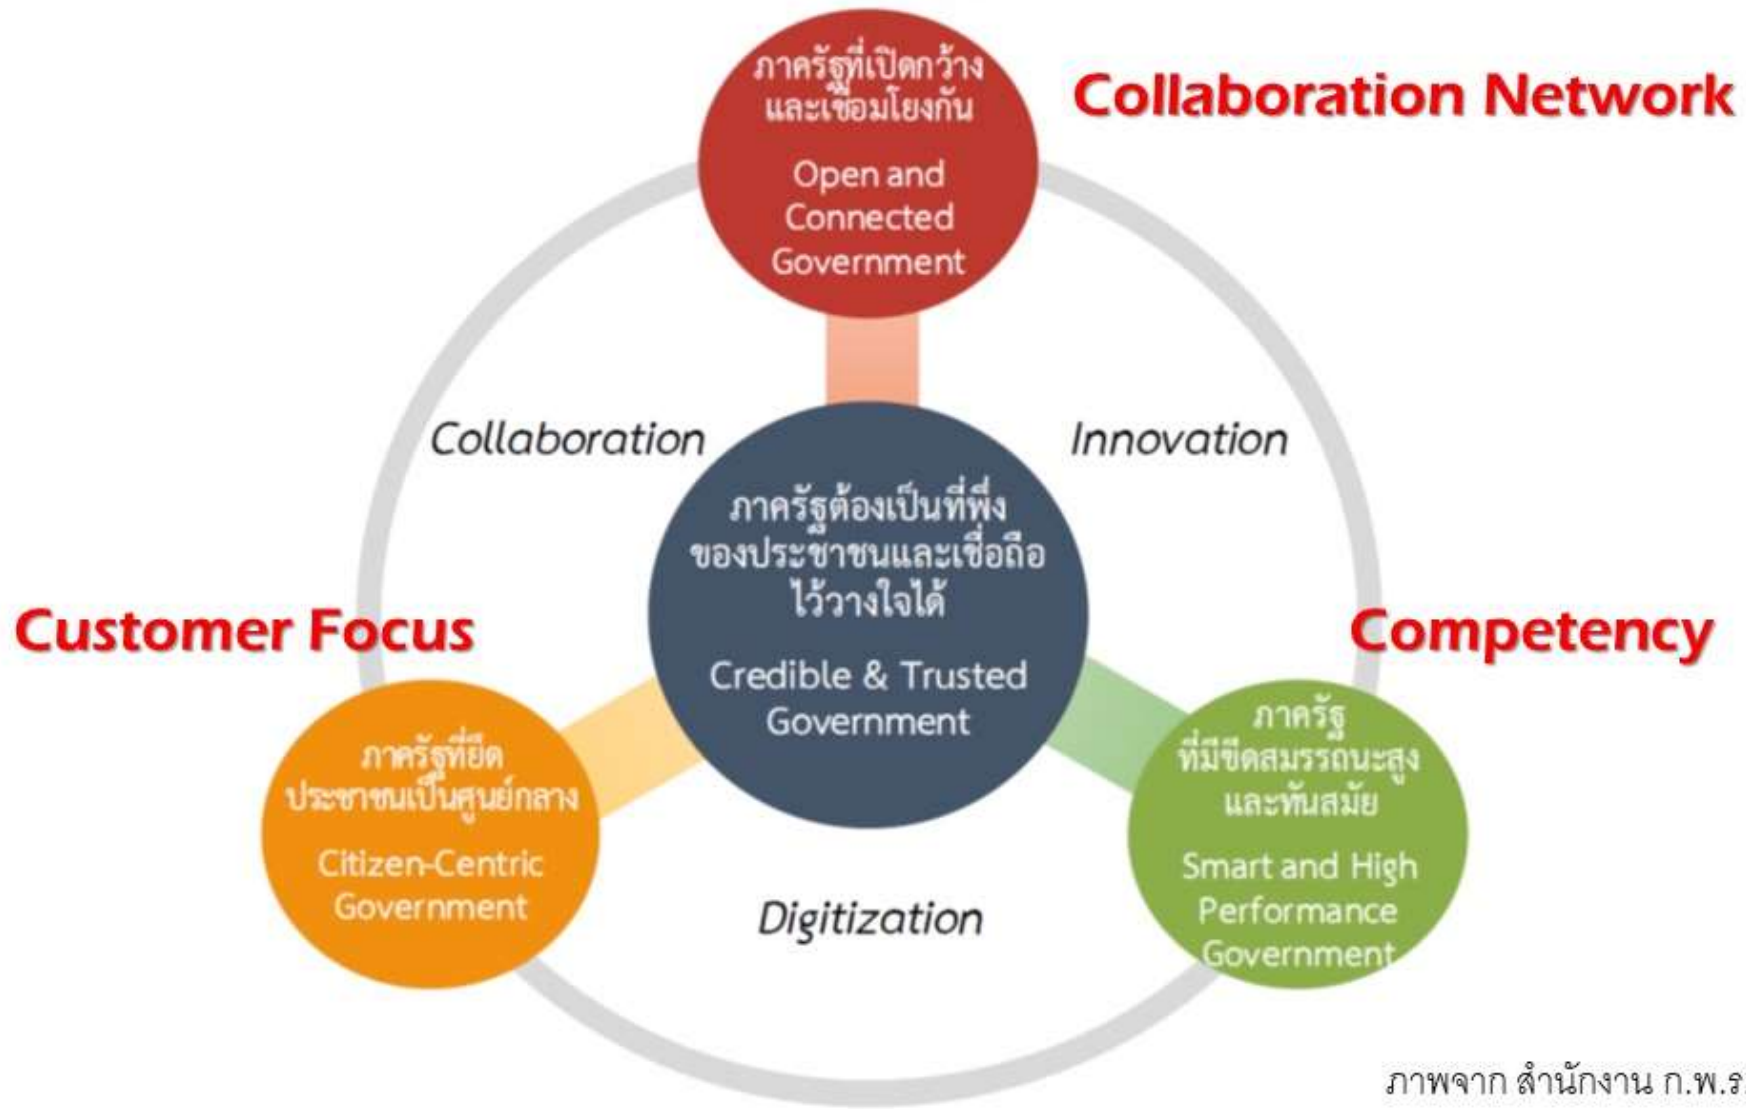 ภาครัฐที่เปิดกว้าง
และเชื่อมโยงกัน
Open and
Connected
Government
Collaboration Network
Collaboration
Innovation
ภาครัฐต้องเป็นที่พึ่ง
ของประชาชนและเชื่อถือ
ไว้วางใจได้
Credible & Trusted
Government
Customer Focus
Competency
ภาครัฐที่ยึด
ประชาชนเป็นศูนย์กลาง
Citizen-Centric
Government
ภาครัฐ
ที่มีขีดสมรรถนะสูง
และทันสมัย
Smart and High
Performance
Government
Digitization
ภาพจาก สำนักงาน ก.พ.ร